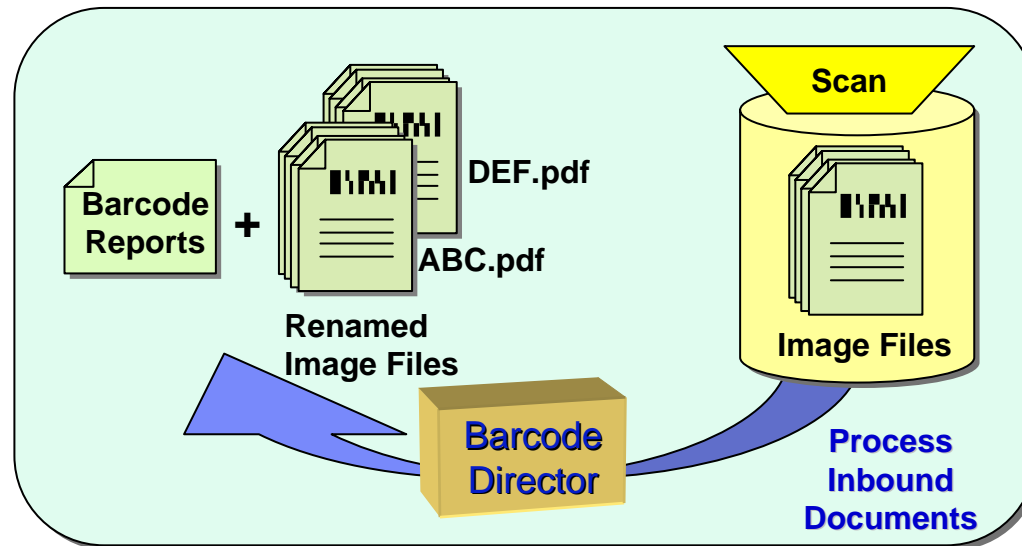 Scan
DEF.pdf
Barcode
Reports
+
ABC.pdf
Renamed
Image Files
Image Files
Barcode
Director
Process
Inbound
Documents